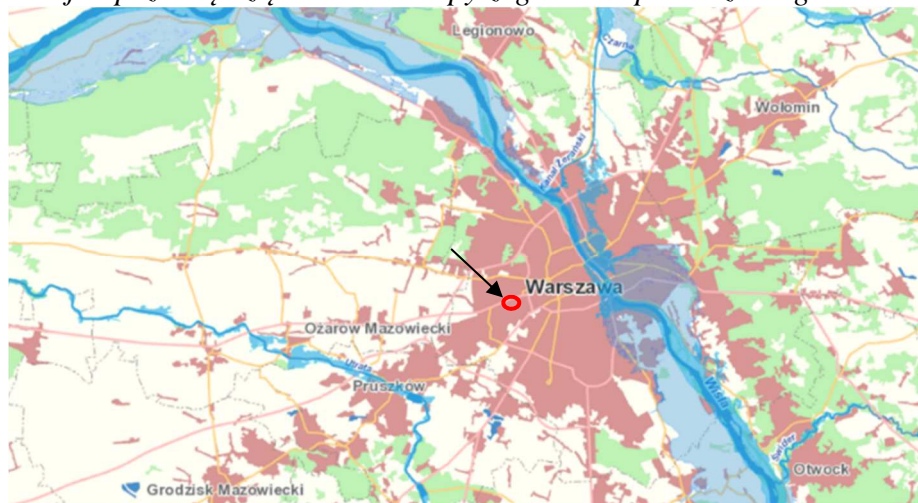 Legionowo
Czarna
Wołomin
Kanał Żerański
Warszawa
Ożarów Mazowiecki
Utrata
Pruszków
Wisła
Świder
Otwock
Grodzisk Mazowiecki